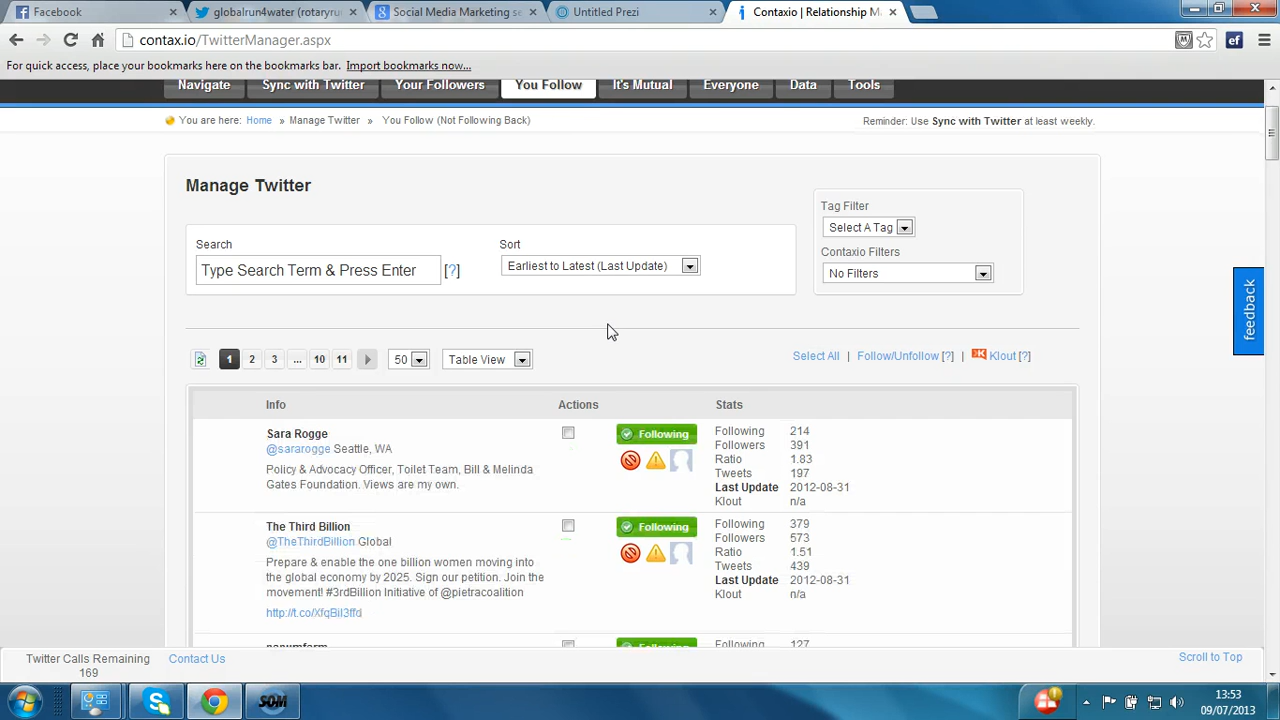 Facebook
globalrun4water (rotaryru
Social Media Marketing se
Untitled Prezi
Contaxio | Relationship M
contax.io/TwitterManager.aspx
For quick access, place your bookmarks here on the bookmarks bar. Import bookmarks now...
Navigate Sync with Twitter Your Followers You Follow It's Mutual Everyone Data Tools
You are here: Home » Manage Twitter » You Follow (Not Following Back)
Reminder: Use Sync with Twitter at least weekly.
Manage Twitter
Tag Filter
Select A Tag
Contaxio Filters
No Filters
Search
Type Search Term & Press Enter [?]
Sort
Earliest to Latest (Last Update)
1 2 3 ... 10 11 50 Table View
Select All | Follow/Unfollow [?] | Klout [?]
Info Actions Stats
Sara Rogge
@sararogge Seattle, WA
Policy & Advocacy Officer, Toilet Team, Bill & Melinda
Gates Foundation. Views are my own.
Following
Following 214
Followers 391
Ratio 1.83
Tweets 197
Last Update 2012-08-31
Klout n/a
The Third Billion
@TheThirdBillion Global
Prepare & enable the one billion women moving into
the global economy by 2025. Sign our petition. Join the
movement! #3rdBillion Initiative of @pietracoalition
http://t.co/XfqBil3ffd
Following
Following 379
Followers 573
Ratio 1.51
Tweets 439
Last Update 2012-08-31
Klout n/a
Following
Following 127
feedback
Twitter Calls Remaining
169
Contact Us
Scroll to Top
ef
SOM
13:53
09/07/2013